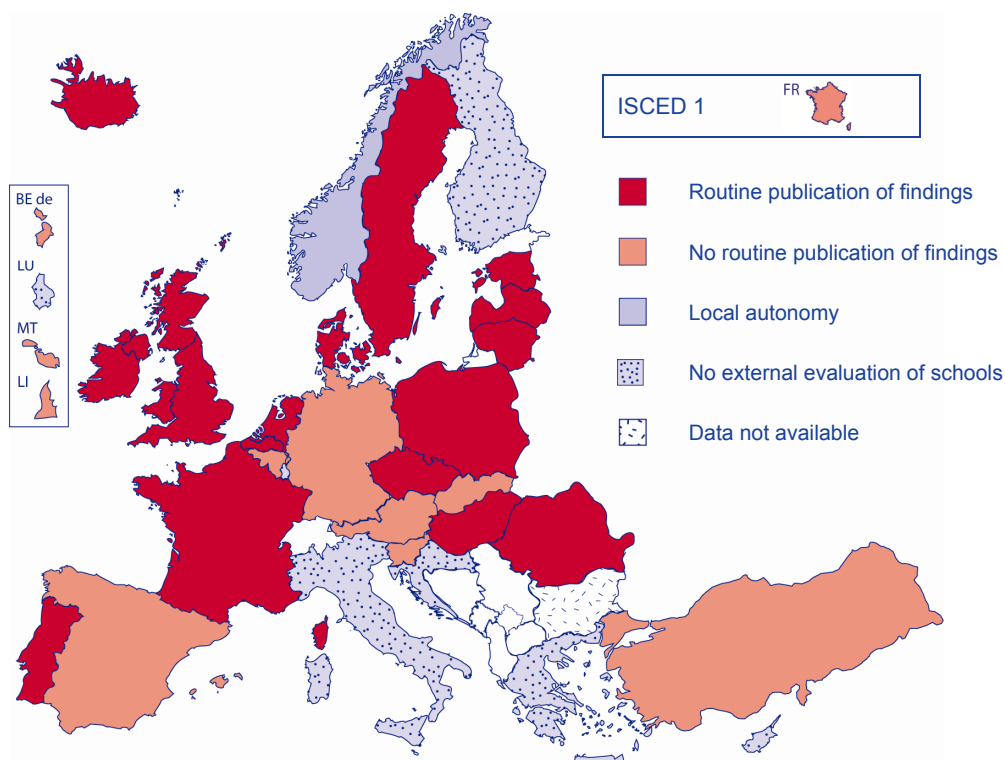 ISCED 1
FR
Routine publication of findings
No routine publication of findings
Local autonomy
No external evaluation of schools
Data not available
BE de
LU
MT
LI